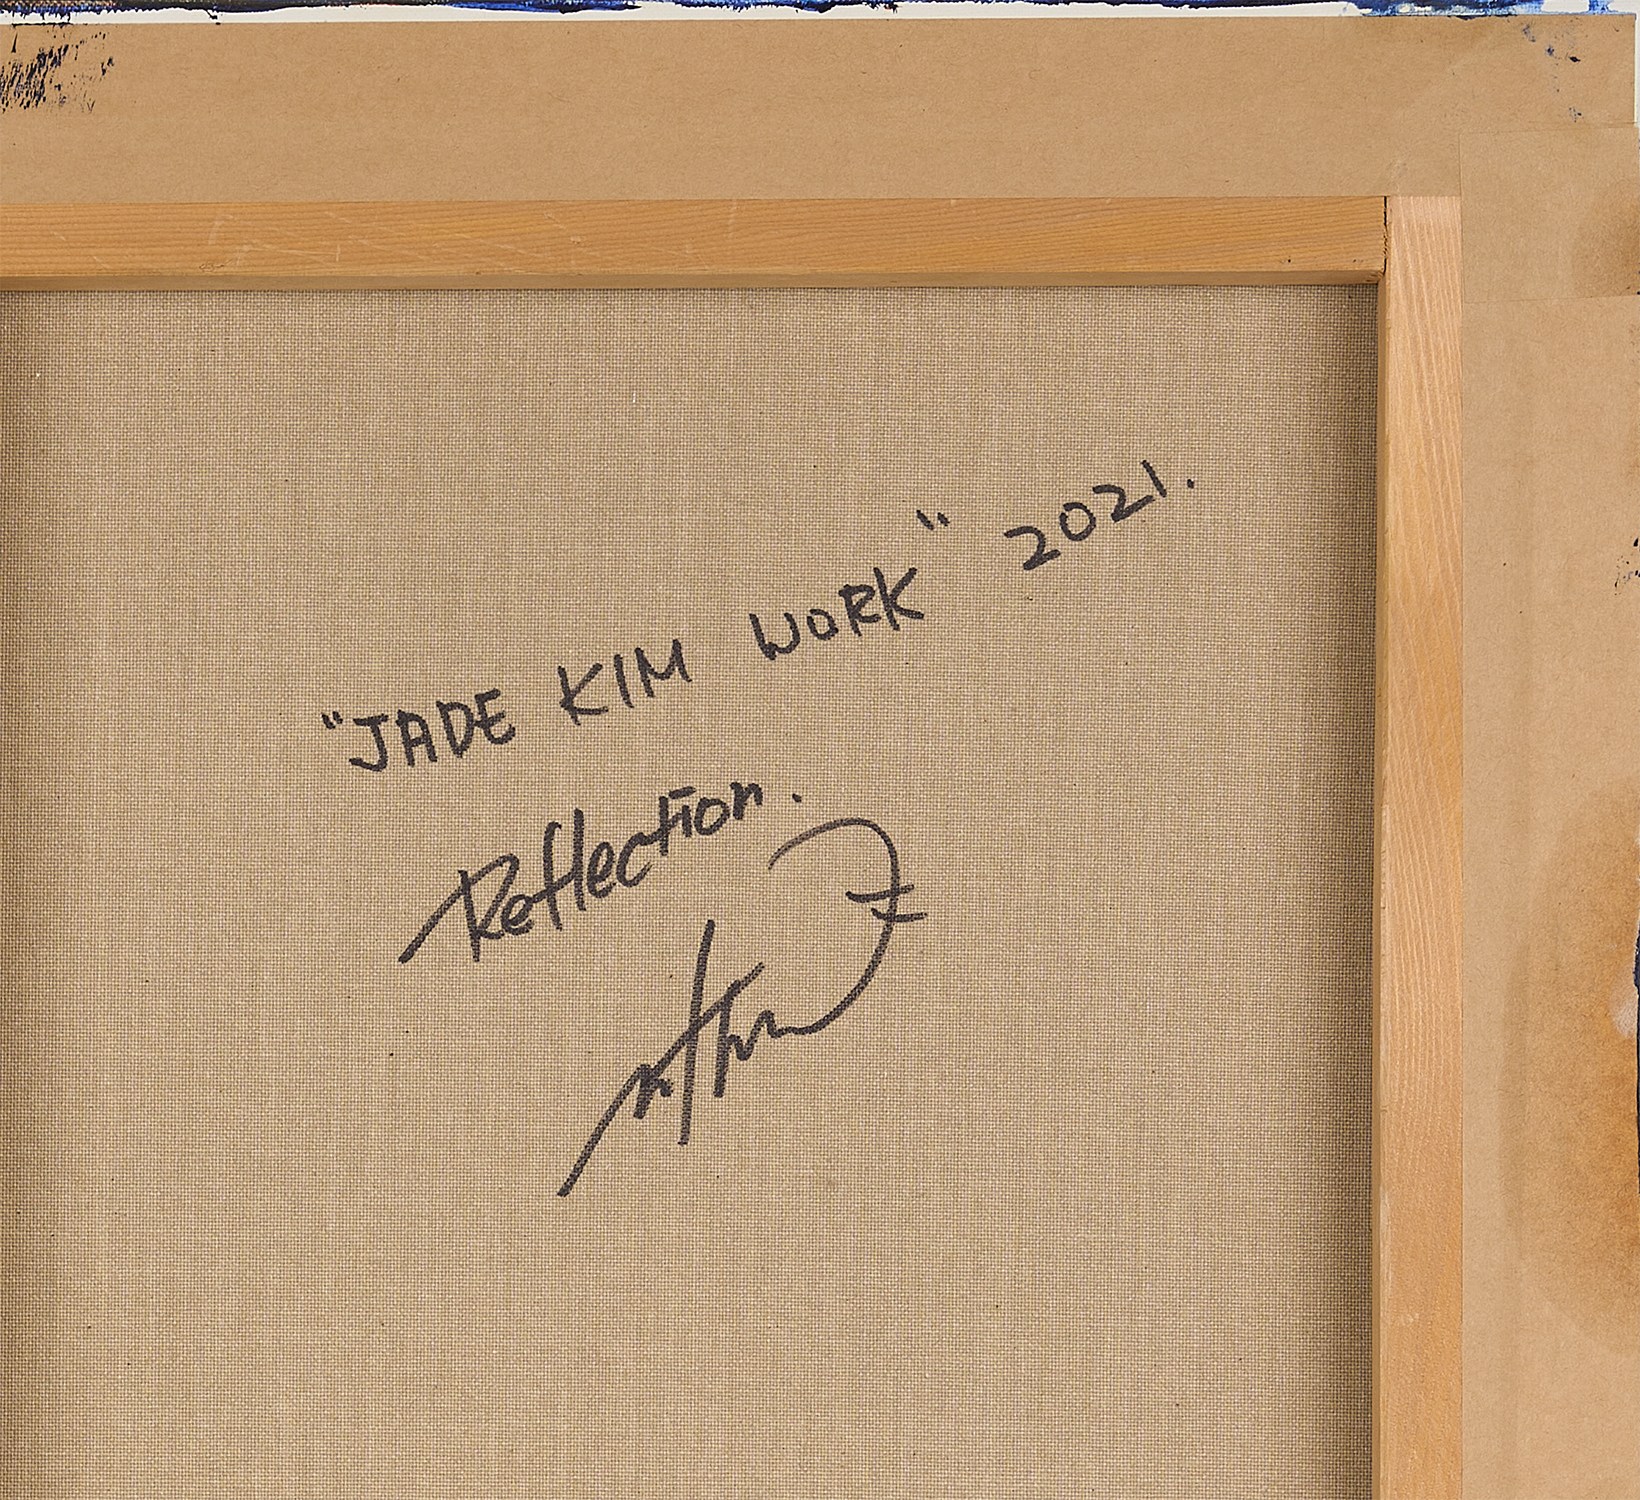 "JADE KIM WORK" 2021.
Reflection.